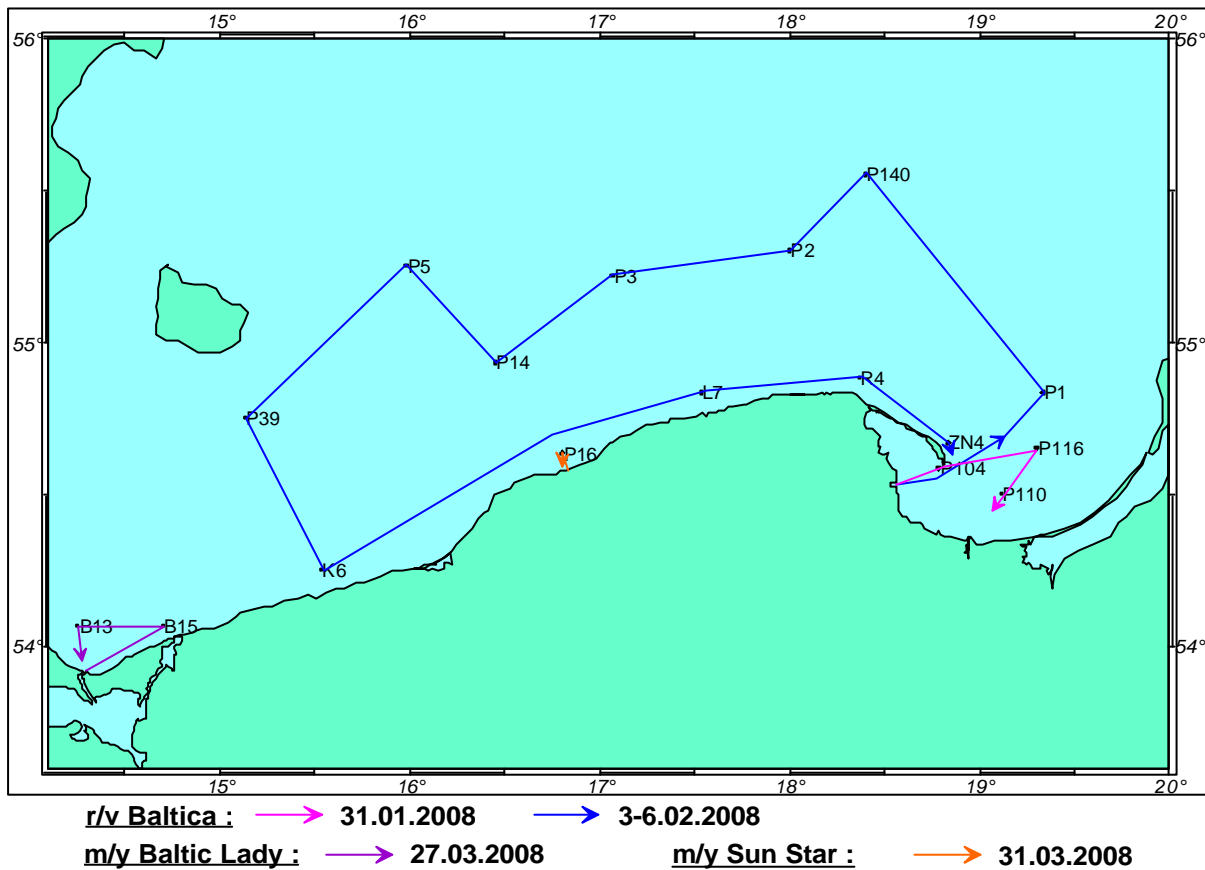 15° 16° 17° 18° 19° 20°
56° 56°
P140
P2
P5
P3
55° 55°
P14
R4
P1
L7
P39
ZN4
P116
P16
P104
P110
K6
B13 B15
54° 54°
15° 16° 17° 18° 19° 20°
r/v Baltica : 31.01.2008 3-6.02.2008
m/y Baltic Lady : 27.03.2008 m/y Sun Star : 31.03.2008